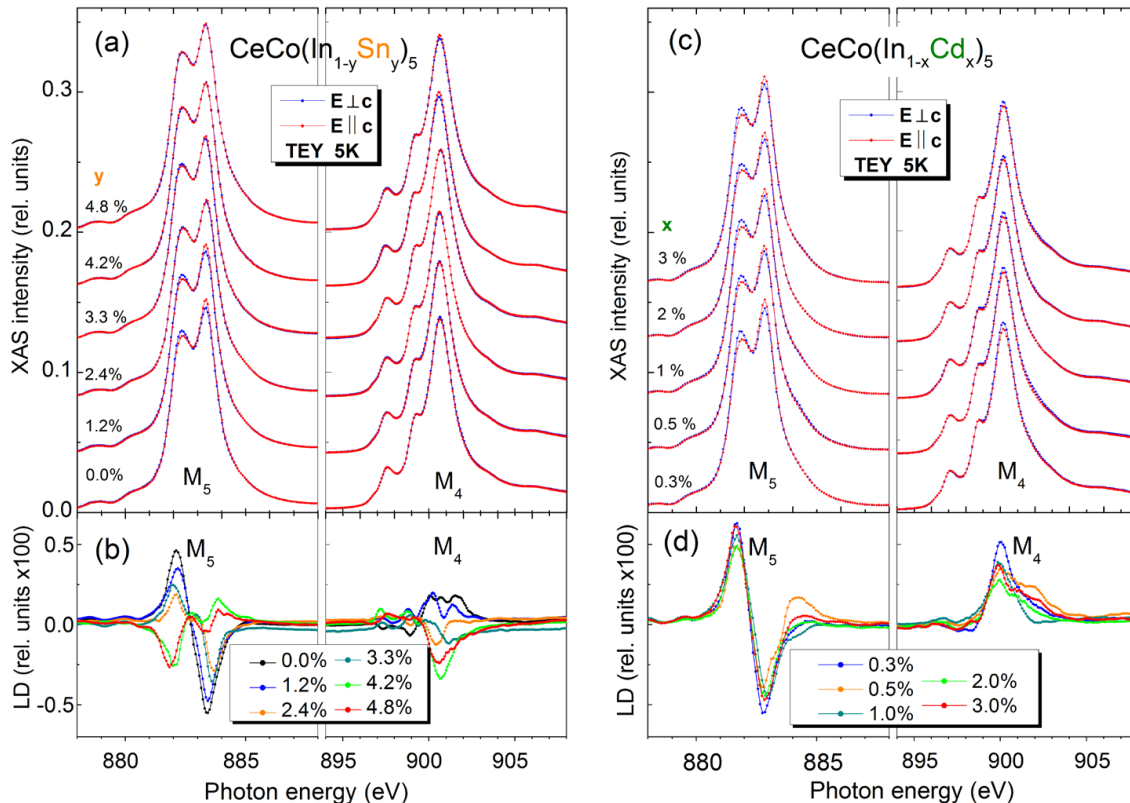 (a)
CeCo(In₁₋ySny)₅
E⊥c
E||c
TEY 5K
y
4.8 %
4.2%
3.3%
2.4%
1.2%
0.0%
M₅
M₄
XAS intensity (rel. units)
0.3
0.2
0.1
0.0
(b)
M₅
M₄
LD (rel. units x100)
0.5
0.0
-0.5
0.0%
1.2%
2.4%
3.3%
4.2%
4.8%
880
885
895
900
905
Photon energy (eV)
(c)
CeCo(In₁₋ₓCdₓ)₅
E⊥c
E||c
TEY 5K
x
3 %
2 %
1 %
0.5 %
0.3%
M₅
M₄
XAS intensity (rel. units)
(d)
M₅
M₄
LD (rel. units x100)
0.3%
0.5%
1.0%
2.0%
3.0%
880
885
895
900
905
Photon energy (eV)